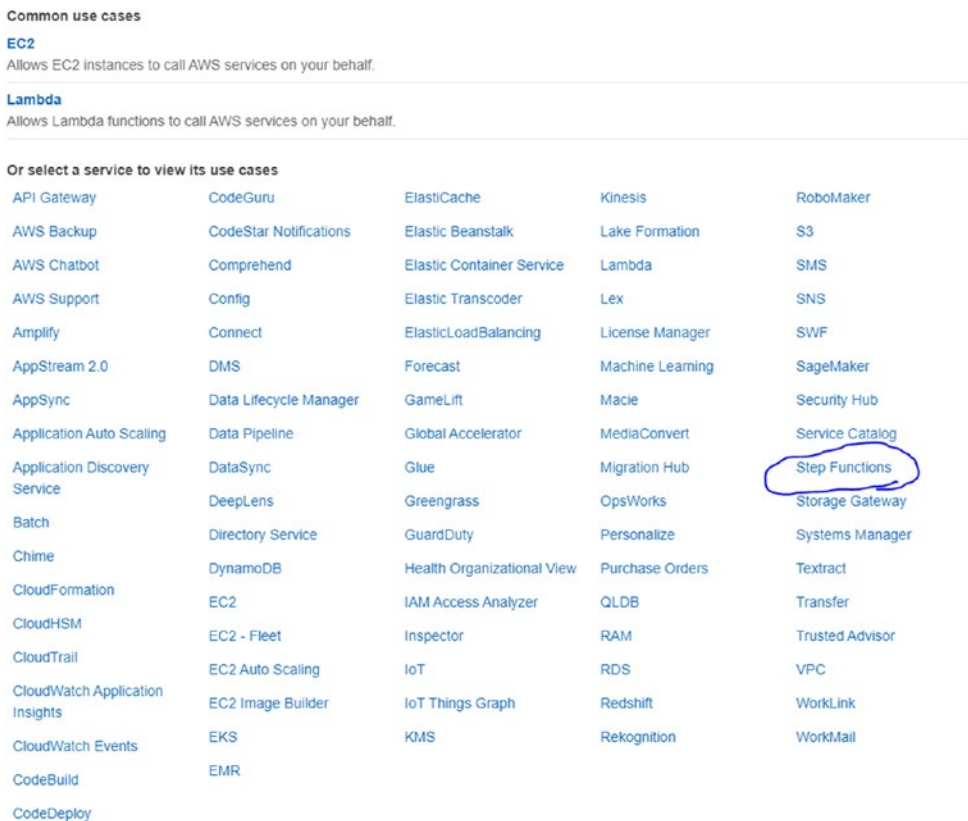 Common use cases
EC2
Allows EC2 instances to call AWS services on your behalf.
Lambda
Allows Lambda functions to call AWS services on your behalf.
Or select a service to view its use cases
API Gateway
AWS Backup
AWS Chatbot
AWS Support
Amplify
AppStream 2.0
AppSync
Application Auto Scaling
Application Discovery
Service
Batch
Chime
CloudFormation
CloudHSM
CloudTrail
CloudWatch Application
Insights
CloudWatch Events
CodeBuild
CodeDeploy
CodeGuru
CodeStar Notifications
Comprehend
Config
Connect
DMS
Data Lifecycle Manager
Data Pipeline
DataSync
DeepLens
Directory Service
DynamoDB
EC2
EC2 - Fleet
EC2 Auto Scaling
EC2 Image Builder
EKS
EMR
ElastiCache
Elastic Beanstalk
Elastic Container Service
Elastic Transcoder
ElasticLoadBalancing
Forecast
GameLift
Global Accelerator
Glue
Greengrass
GuardDuty
Health Organizational View
IAM Access Analyzer
Inspector
IoT
IoT Things Graph
KMS
Kinesis
Lake Formation
Lambda
Lex
License Manager
Machine Learning
Macie
MediaConvert
Migration Hub
OpsWorks
Personalize
Purchase Orders
QLDB
RAM
RDS
Redshift
Rekognition
RoboMaker
S3
SMS
SNS
SWF
SageMaker
Security Hub
Service Catalog
Step Functions
Storage Gateway
Systems Manager
Textract
Transfer
Trusted Advisor
VPC
WorkLink
WorkMail